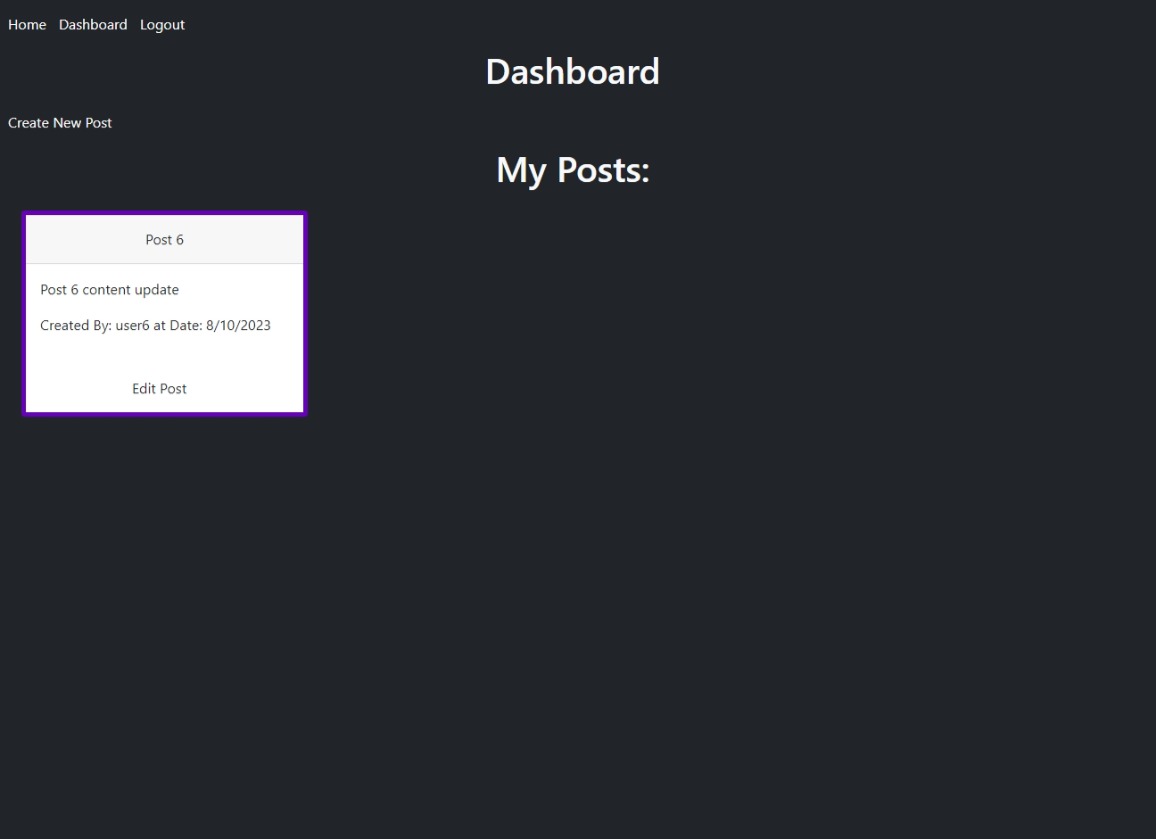 Home Dashboard Logout
Dashboard
Create New Post
My Posts:
Post 6
Post 6 content update
Created By: user6 at Date: 8/10/2023
Edit Post